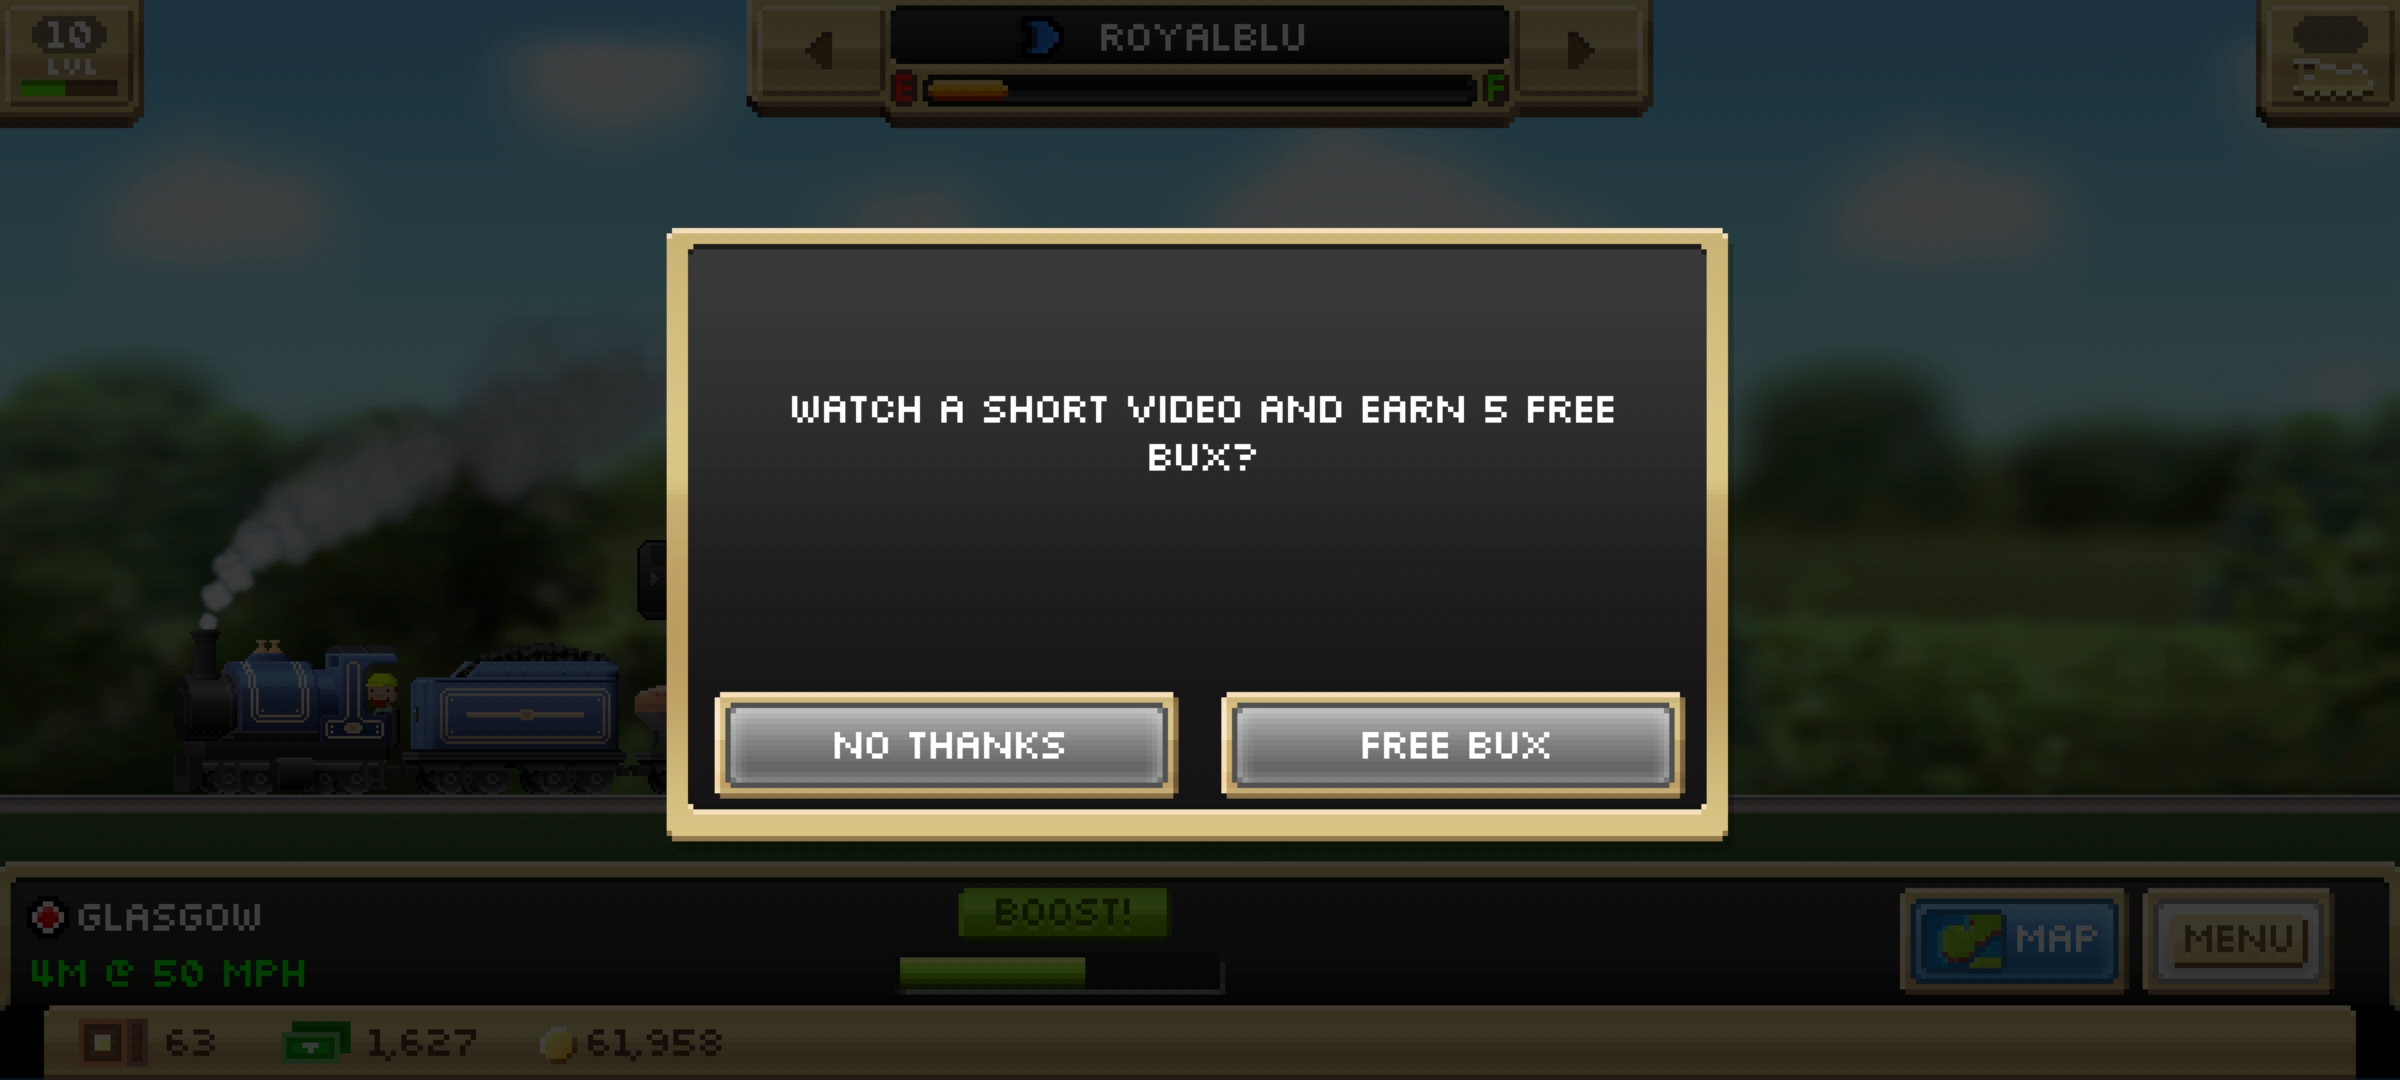 10
LVL
ROYALBLU
E
F
WATCH A SHORT VIDEO AND EARN 5 FREE
BUX?
NO THANKS
FREE BUX
GLASGOW
4M @ 50 MPH
BOOST!
MAP
MENU
63
1,627
61,958